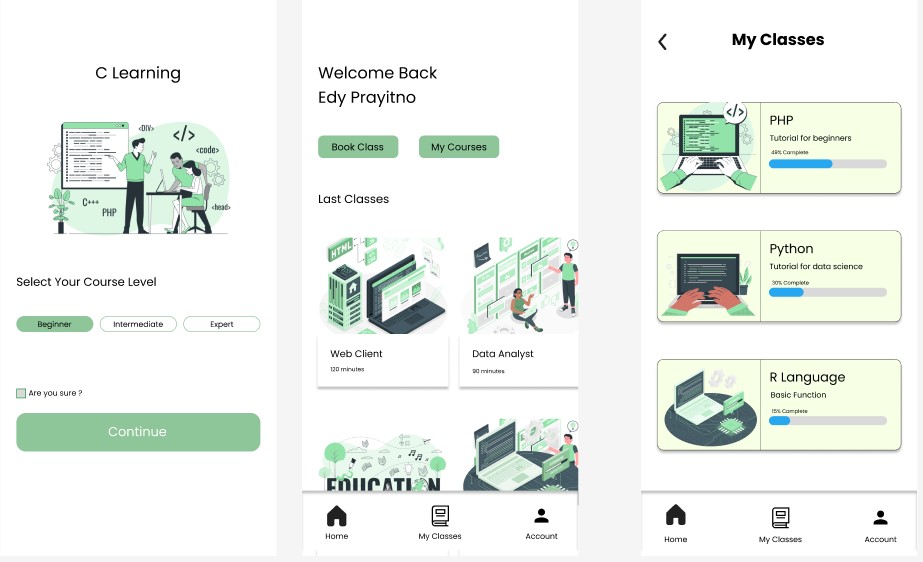 C Learning
<DIV>
</>
<code>
C+++
PHP
<head>
Select Your Course Level
Beginner
Intermediate
Expert
Are you sure ?
Continue
Welcome Back
Edy Prayitno
Book Class
My Courses
Last Classes
HTML
Web Client
120 minutes
Data Analyst
90 minutes
EDUCATION
Home
My Classes
Account
My Classes
</>
PHP
Tutorial for beginners
49% Complete
Python
Tutorial for data science
30% Complete
R Language
Basic Function
15% Complete
Home
My Classes
Account